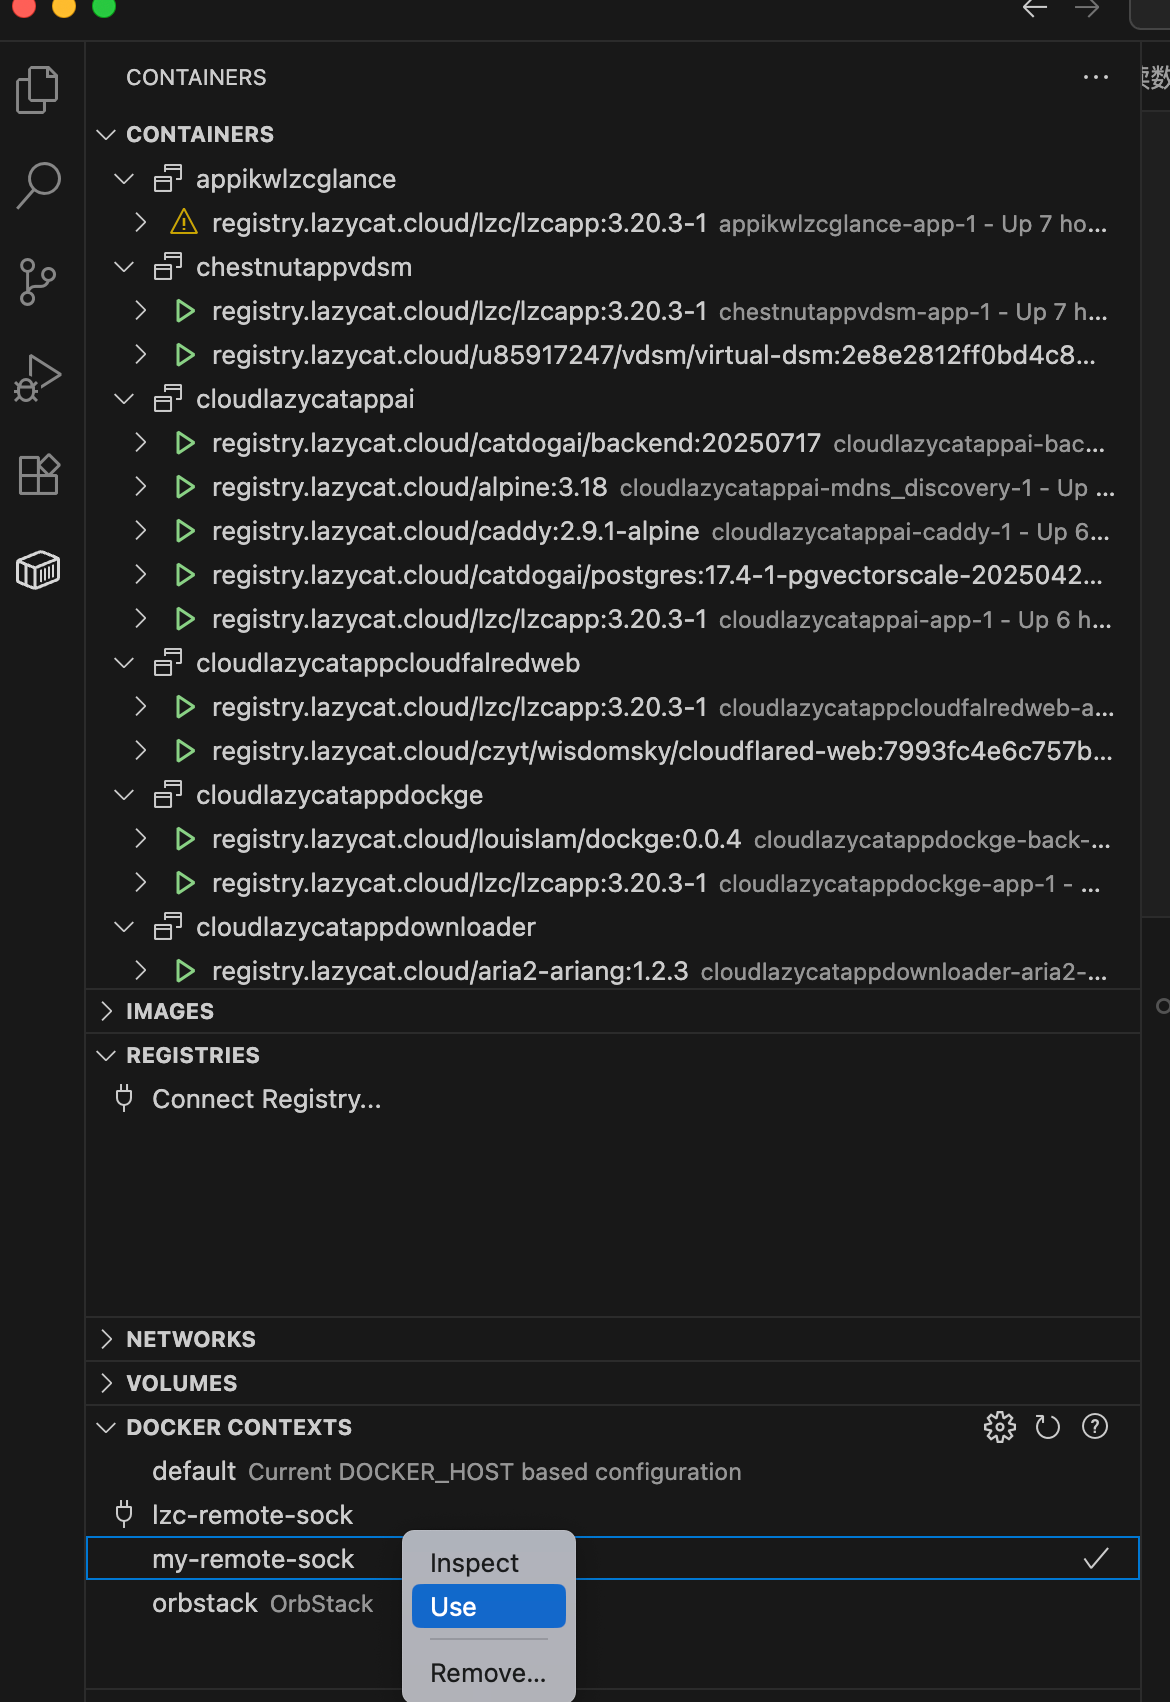 CONTAINERS
CONTAINERS
appikwlzcglance
registry.lazycat.cloud/lzc/lzcapp:3.20.3-1 appikwlzcglance-app-1 - Up 7 ho...
chestnutappvdsm
registry.lazycat.cloud/lzc/lzcapp:3.20.3-1 chestnutappvdsm-app-1 - Up 7 h...
registry.lazycat.cloud/u85917247/vdsm/virtual-dsm:2e8e2812ff0bd4c8...
cloudlazycatappai
registry.lazycat.cloud/catdogai/backend:20250717 cloudlazycatappai-bac...
registry.lazycat.cloud/alpine:3.18 cloudlazycatappai-mdns_discovery-1 - Up ...
registry.lazycat.cloud/caddy:2.9.1-alpine cloudlazycatappai-caddy-1 - Up 6...
registry.lazycat.cloud/catdogai/postgres:17.4-1-pgvectorscale-2025042...
registry.lazycat.cloud/lzc/lzcapp:3.20.3-1 cloudlazycatappai-app-1 - Up 6 h...
cloudlazycatappcloudfalredweb
registry.lazycat.cloud/lzc/lzcapp:3.20.3-1 cloudlazycatappcloudfalredweb-a...
registry.lazycat.cloud/czyt/wisdomsky/cloudflared-web:7993fc4e6c757b...
cloudlazycatappdockge
registry.lazycat.cloud/louislam/dockge:0.0.4 cloudlazycatappdockge-back-...
registry.lazycat.cloud/lzc/lzcapp:3.20.3-1 cloudlazycatappdockge-app-1 - ...
cloudlazycatappdownloader
registry.lazycat.cloud/aria2-ariang:1.2.3 cloudlazycatappdownloader-aria2-...
IMAGES
REGISTRIES
Connect Registry...
NETWORKS
VOLUMES
DOCKER CONTEXTS
default Current DOCKER_HOST based configuration
lzc-remote-sock
my-remote-sock
orbstack OrbStack
Inspect
Use
Remove...